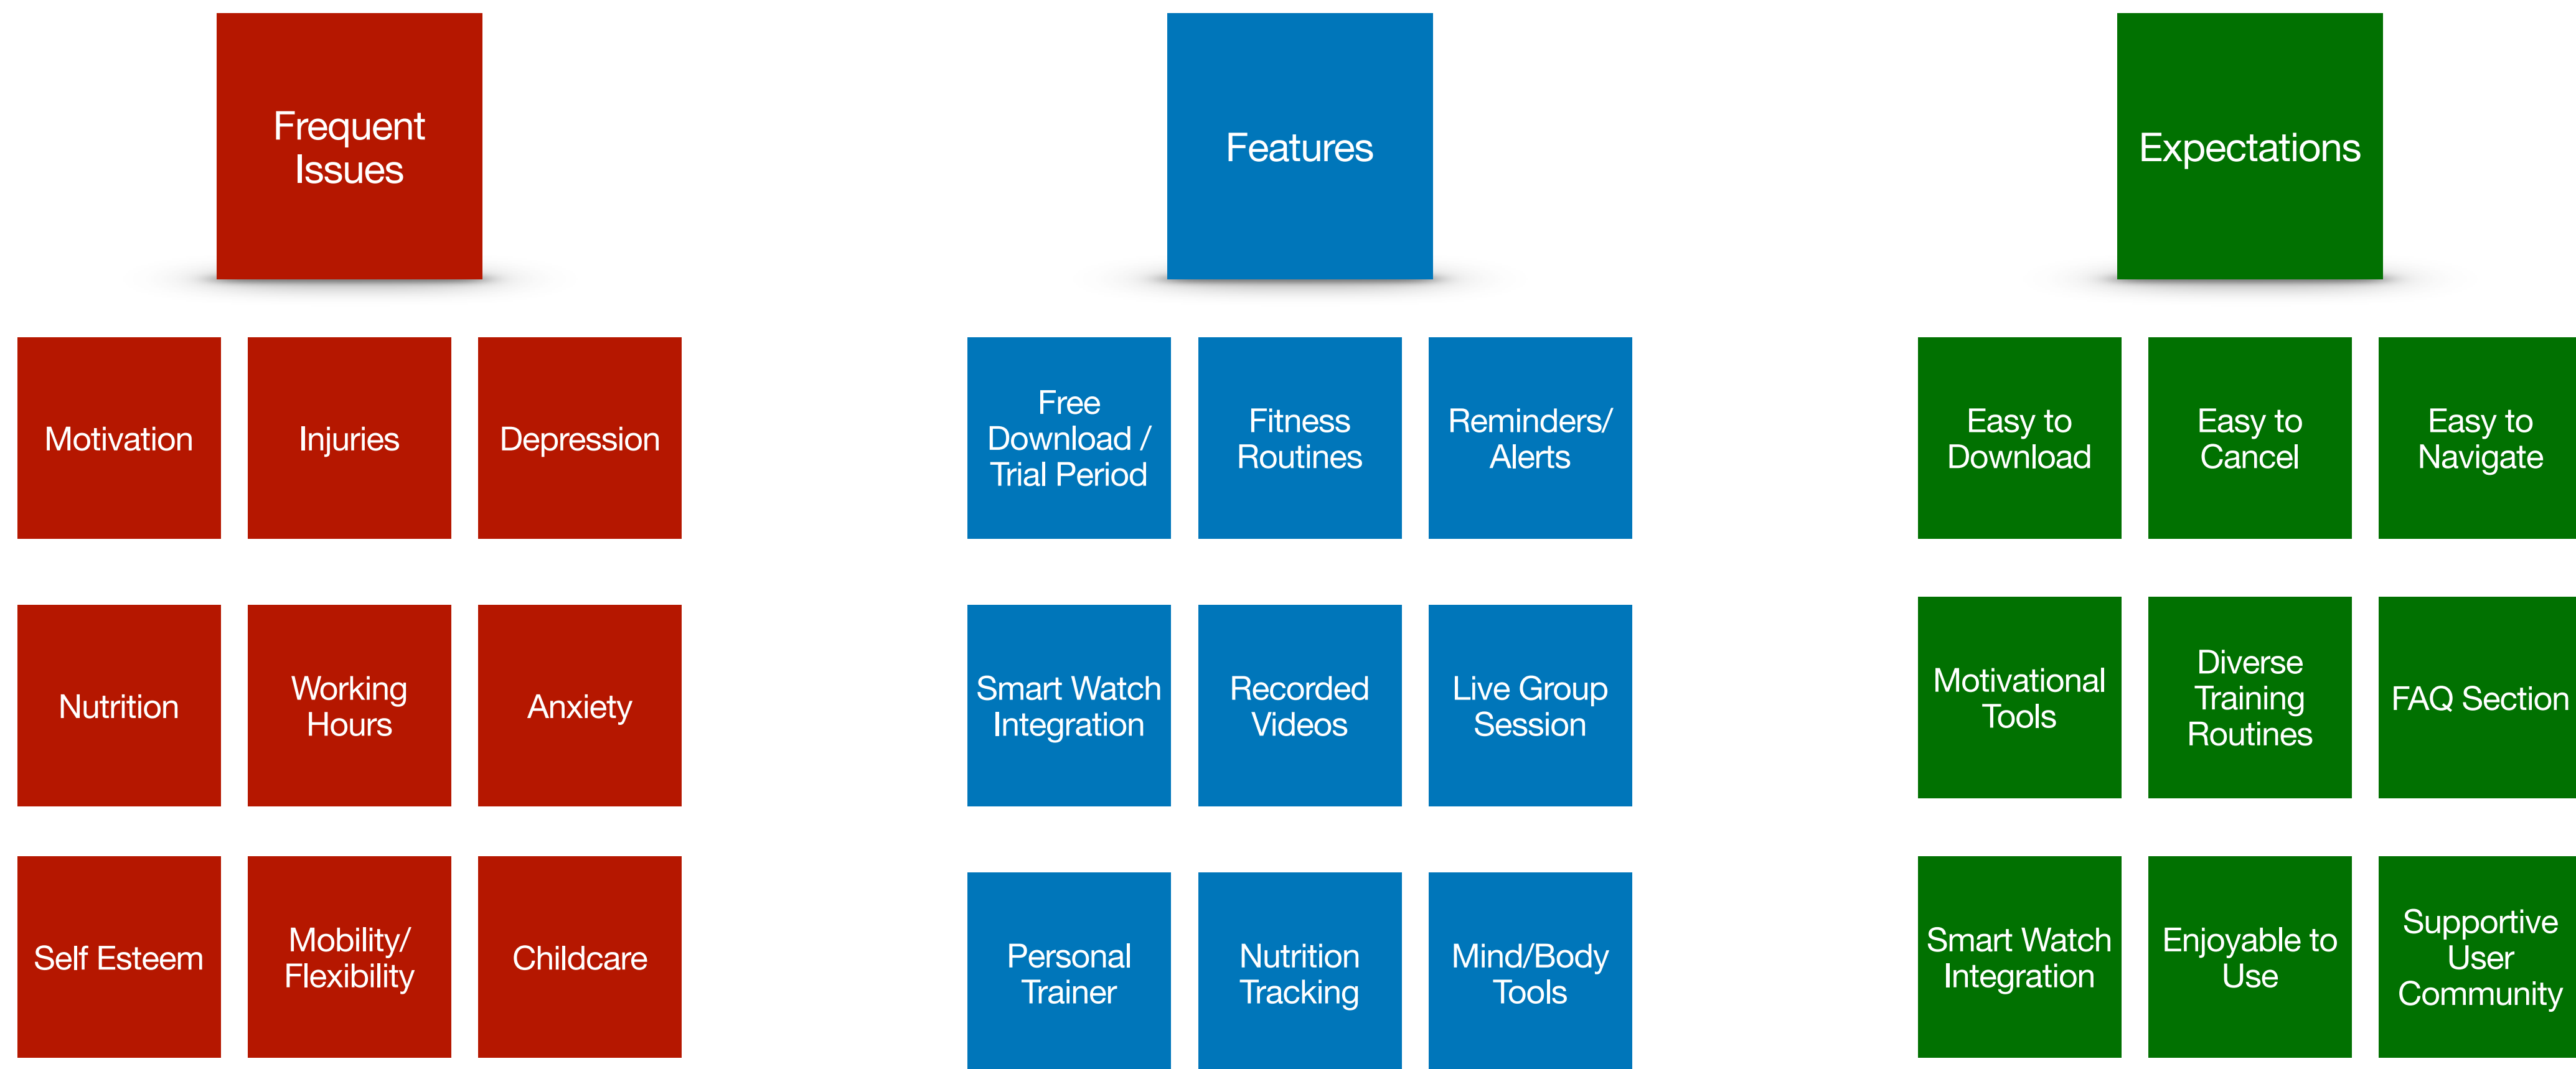 Frequent
Issues
Motivation
Injuries
Depression
Nutrition
Working
Hours
Anxiety
Self Esteem
Mobility/
Flexibility
Childcare
Features
Free
Download /
Trial Period
Fitness
Routines
Reminders/
Alerts
Smart Watch
Integration
Recorded
Videos
Live Group
Session
Personal
Trainer
Nutrition
Tracking
Mind/Body
Tools
Expectations
Easy to
Download
Easy to
Cancel
Easy to
Navigate
Motivational
Tools
Diverse
Training
Routines
FAQ Section
Smart Watch
Integration
Enjoyable to
Use
Supportive
User
Community